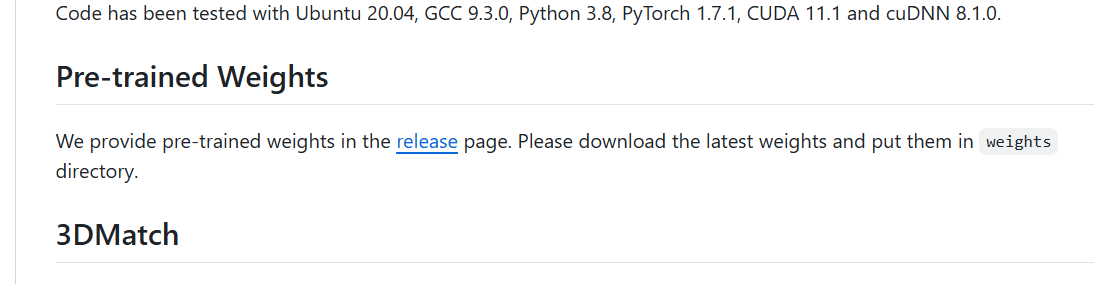 Code has been tested with Ubuntu 20.04, GCC 9.3.0, Python 3.8, PyTorch 1.7.1, CUDA 11.1 and cuDNN 8.1.0.
Pre-trained Weights
We provide pre-trained weights in the release page. Please download the latest weights and put them in weights
directory.
3DMatch